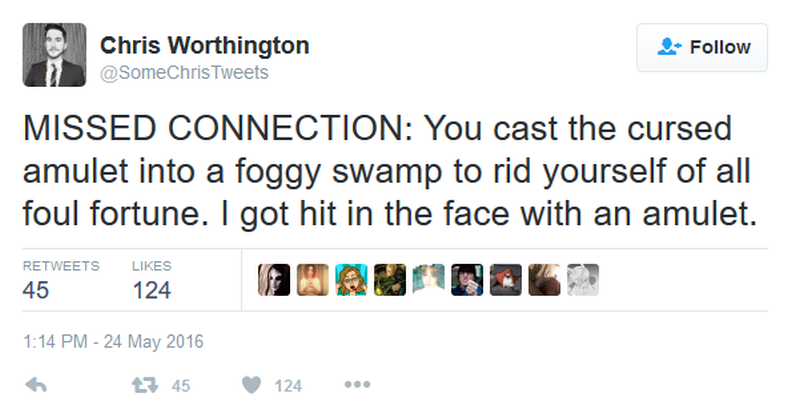 Chris Worthington
@SomeChrisTweets
Follow
MISSED CONNECTION: You cast the cursed
amulet into a foggy swamp to rid yourself of all
foul fortune. I got hit in the face with an amulet.
RETWEETS LIKES
45 124
1:14 PM - 24 May 2016
45 124